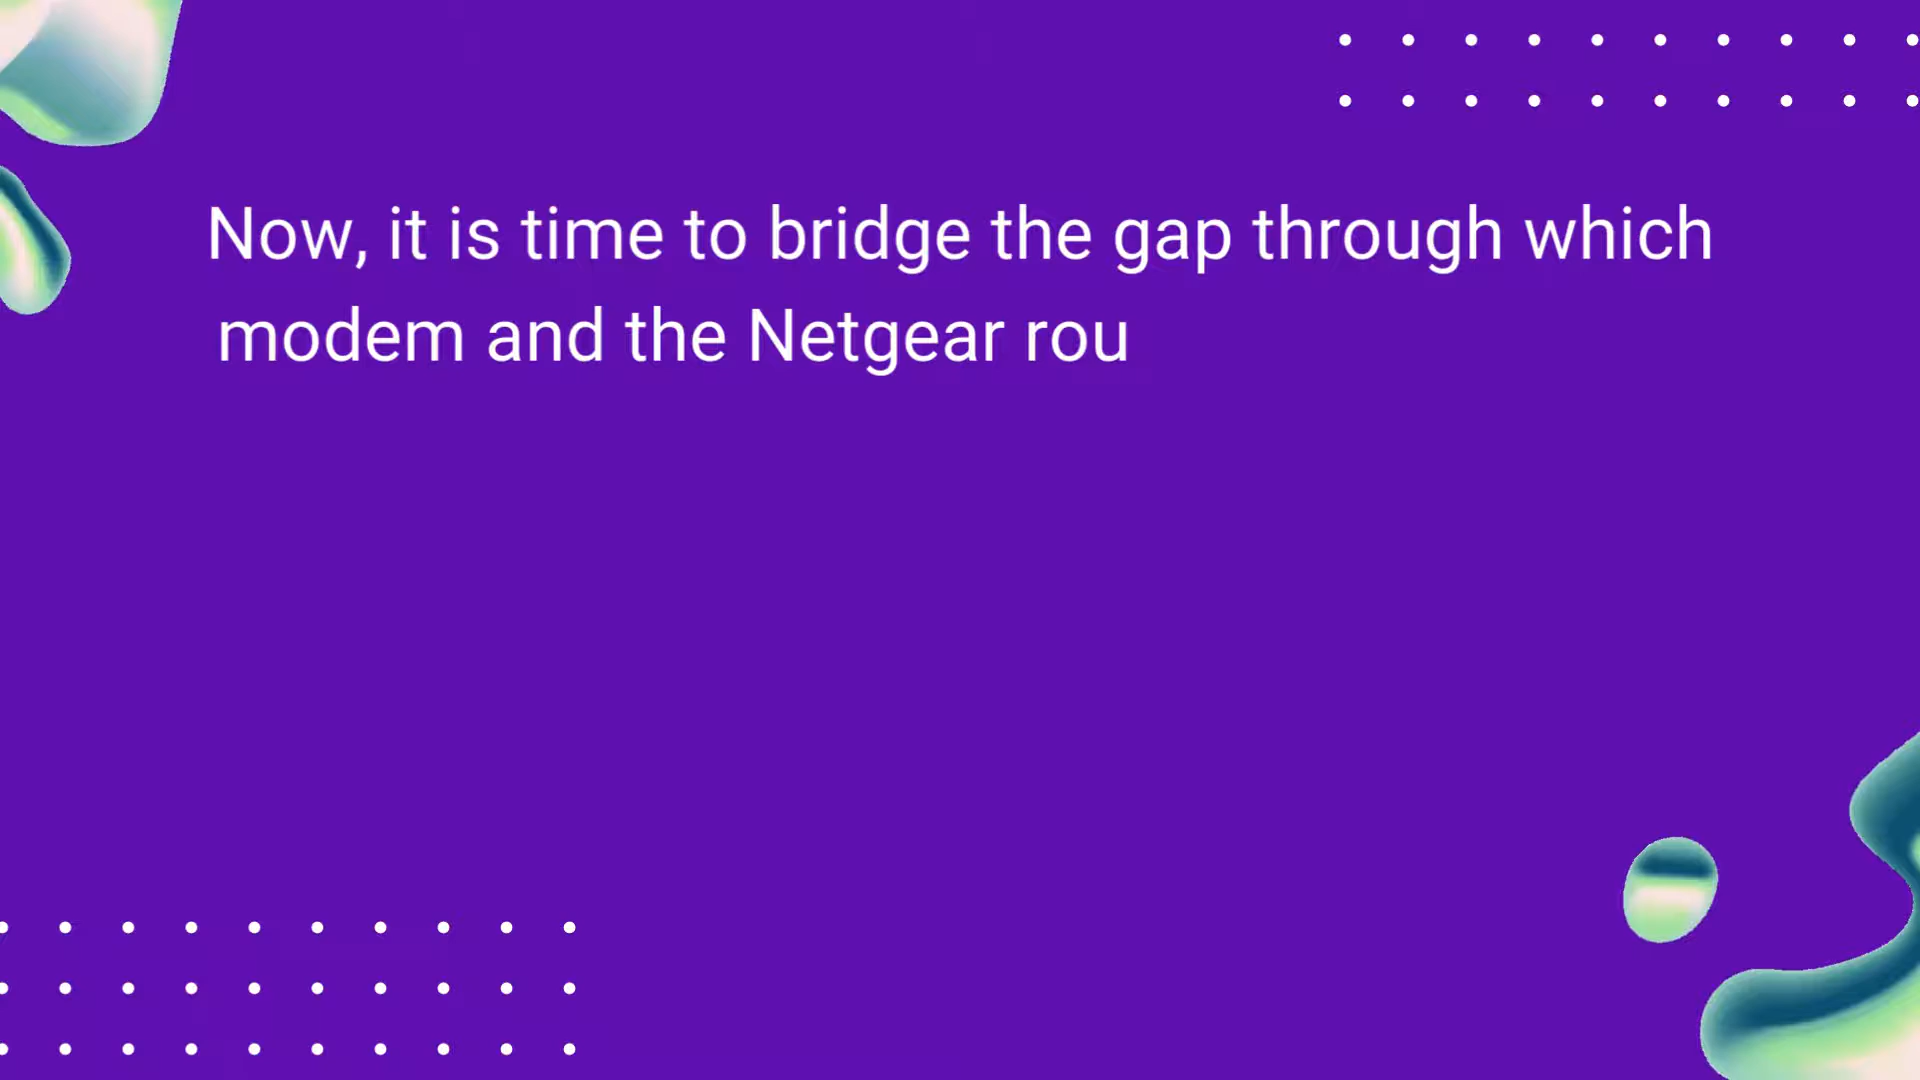 Now, it is time to bridge the gap through which
modem and the Netgear rou